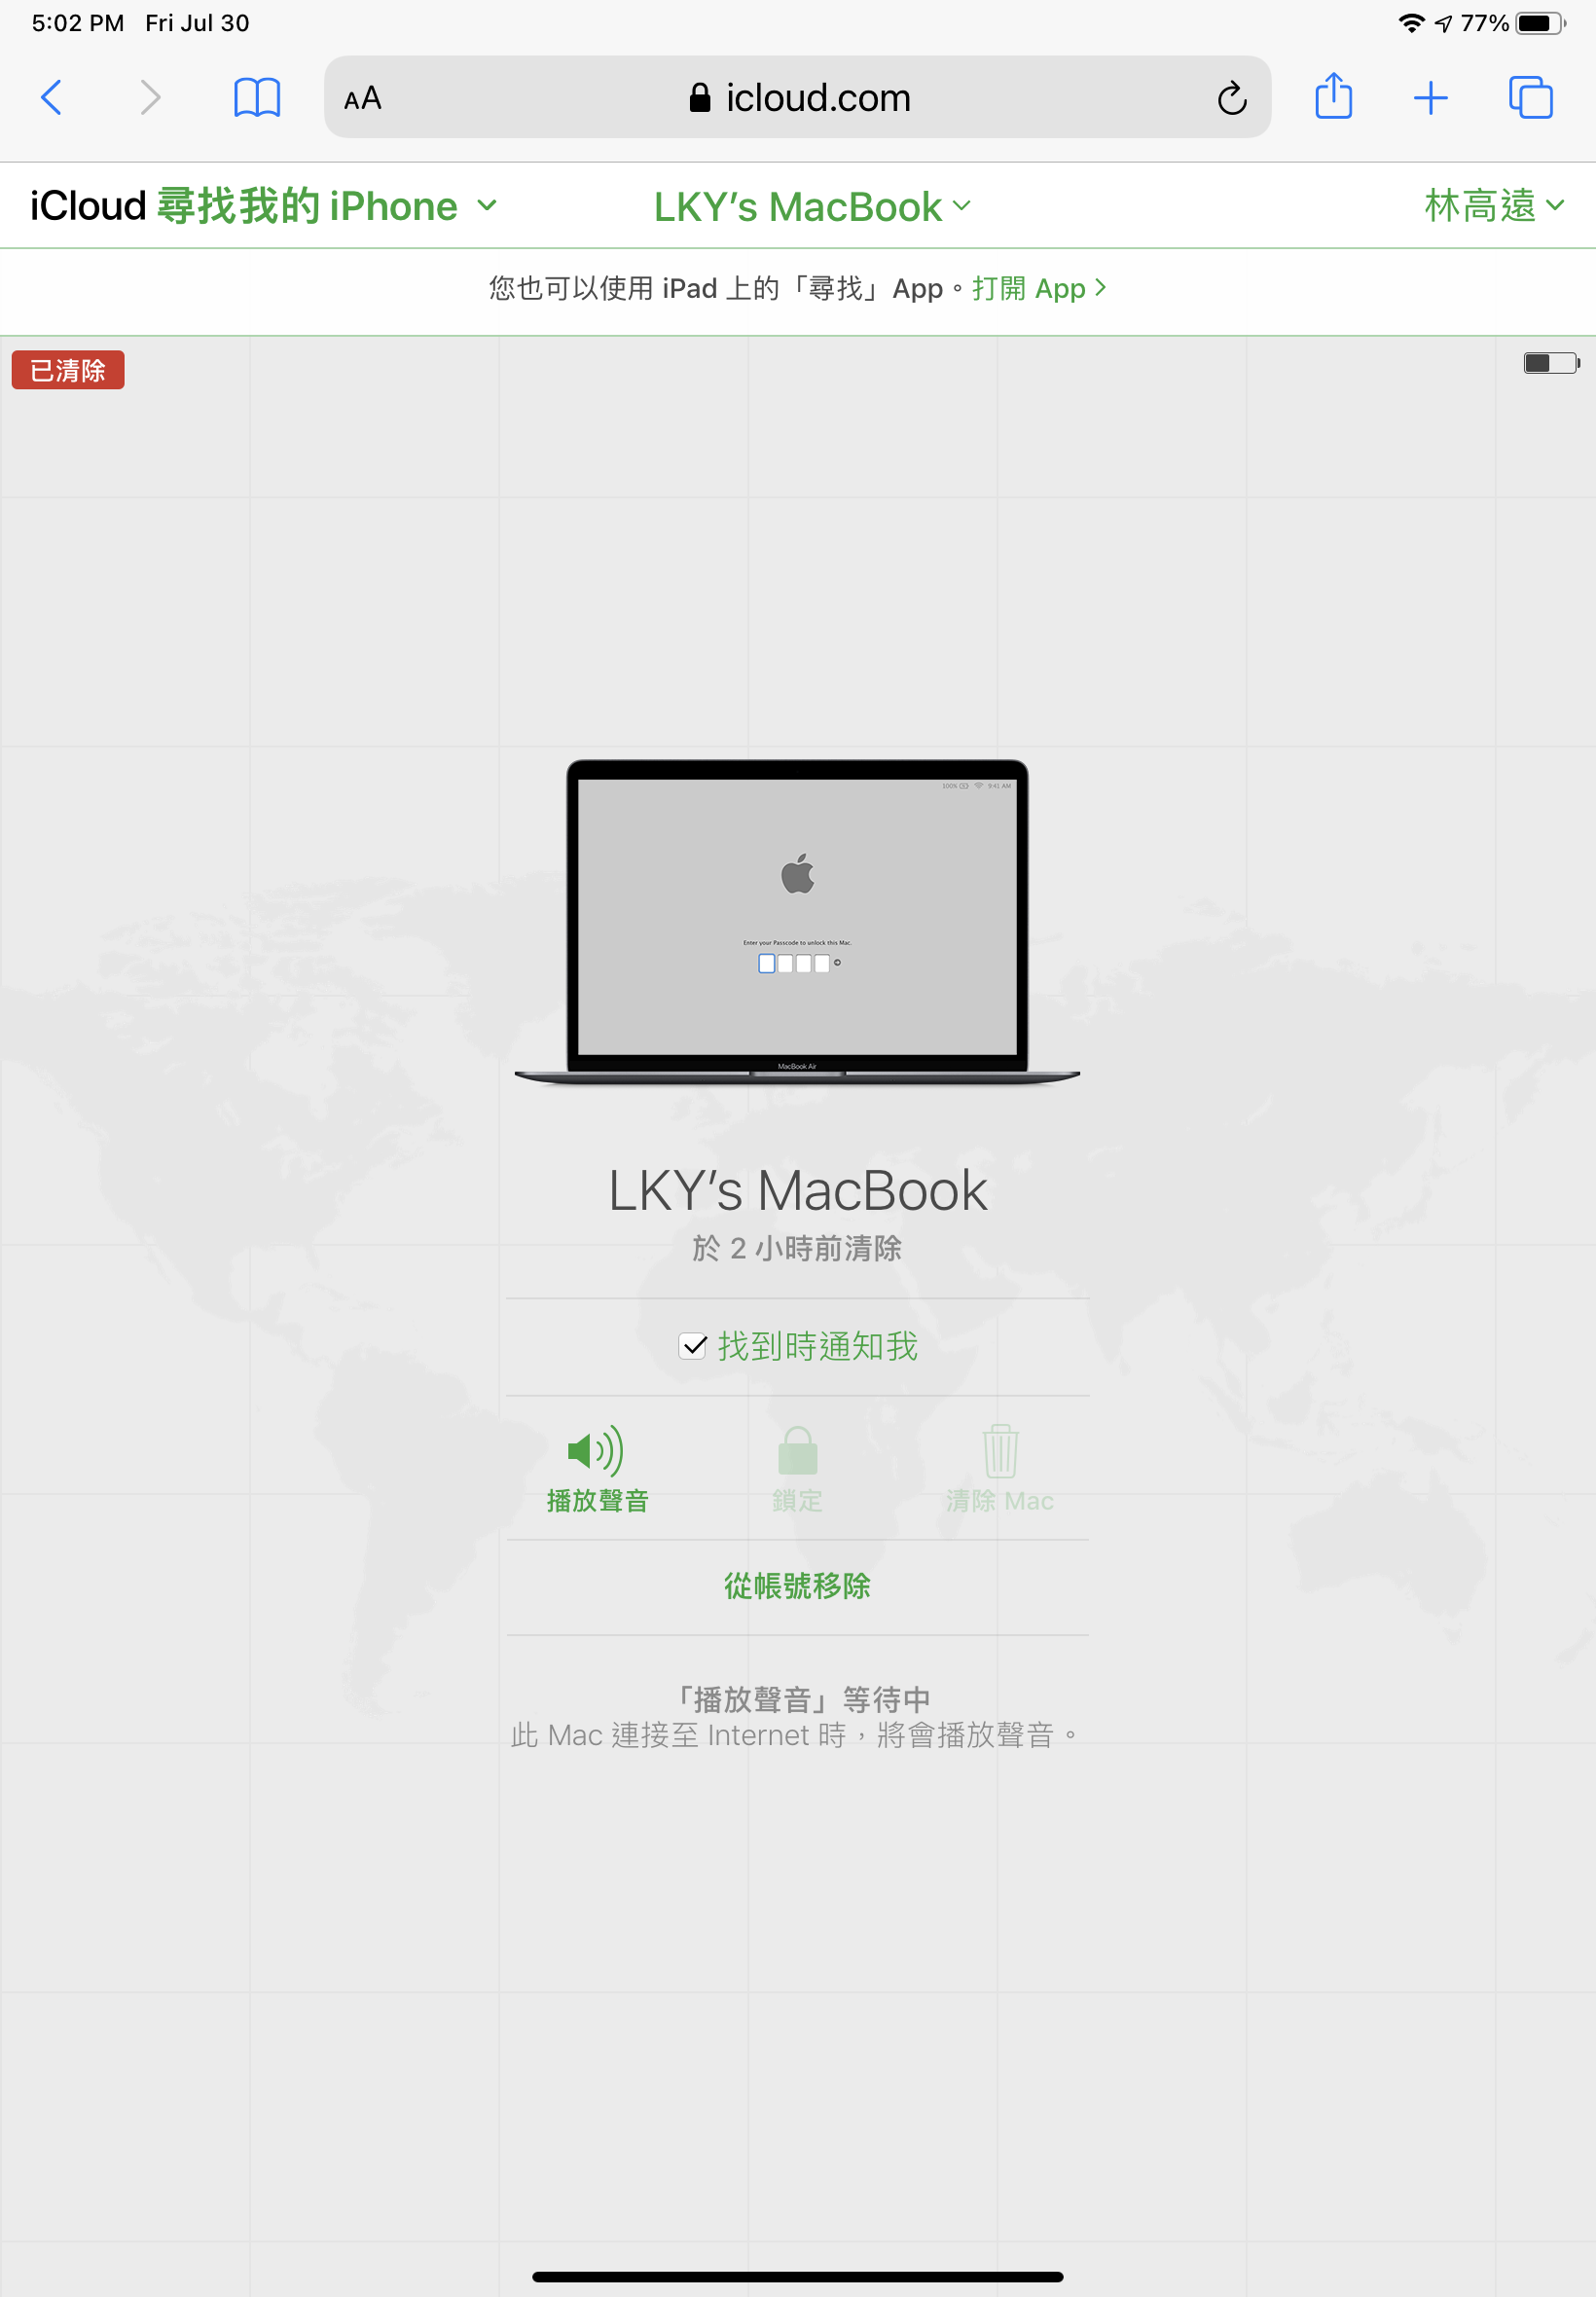 5:02 PM Fri Jul 30 77%
AA icloud.com
iCloud 尋找我的 iPhone LKY’s MacBook 林高遠
您也可以使用 iPad 上的「尋找」App。打開 App
已清除
100% 9:41 AM
Enter your Passcode to unlock this Mac.
MacBook Air
LKY’s MacBook
於 2 小時前清除
找到時通知我
播放聲音 鎖定 清除 Mac
從帳號移除
「播放聲音」等待中
此 Mac 連接至 Internet 時，將會播放聲音。